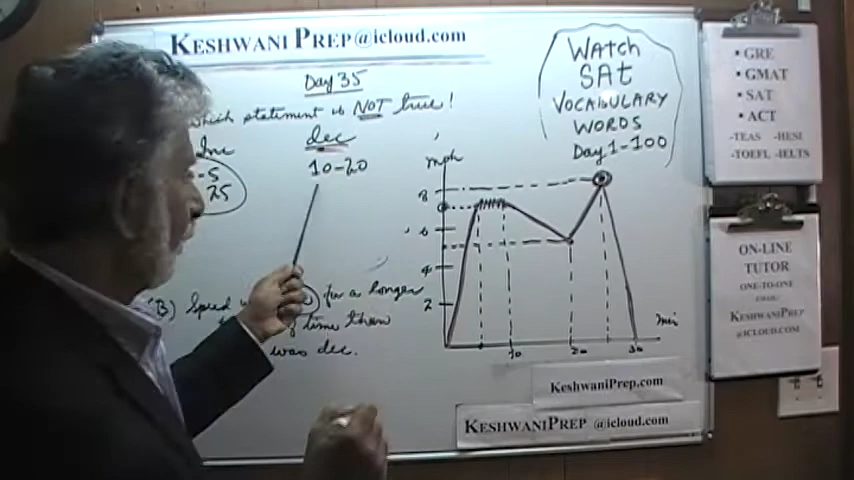 KESHWANI PREP@icloud.com
Day 35
which statement is NOT true!
Inc
dec
-5
25
10-20
(B) Speed
for a longer
time than
was dec.
WATCH
SAt
VOCABULARY
WORDS
Day 1-100
mph
8
6
4
2
10
20
30
min
• GRE
• GMAT
• SAT
• ACT
-TEAS -HESI
-TOEFL -IELTS
ON-LINE
TUTOR
ONE-TO-ONE
KESHWANIPREP
@ICLOUD.COM
KESHWANIPREP.COM
KESHWANIPREP @icloud.com